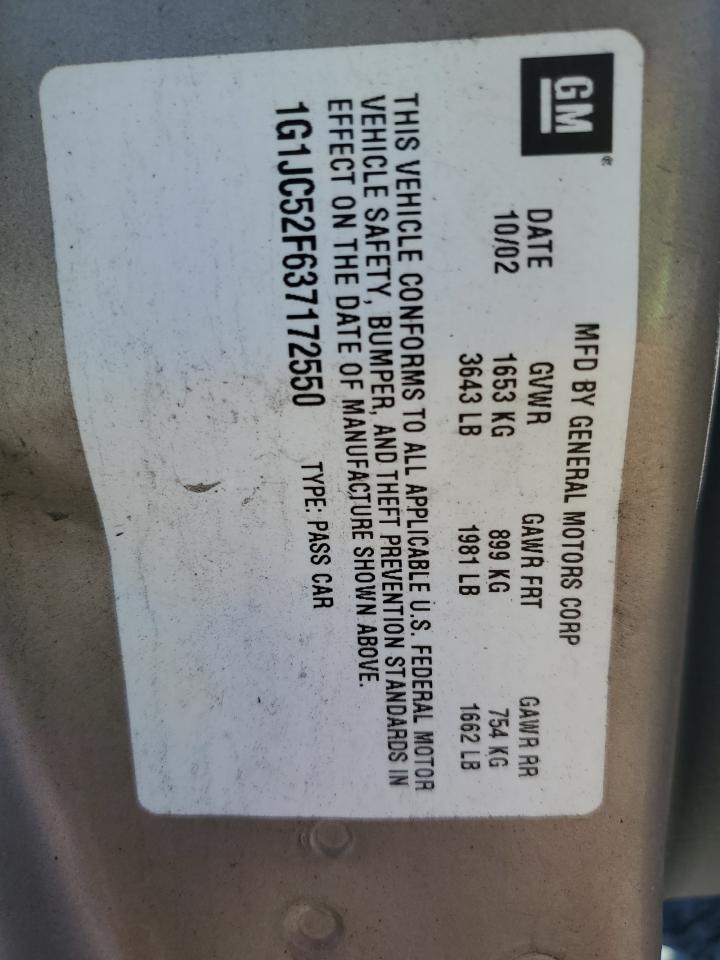 GM®
MFD BY GENERAL MOTORS CORP
DATE GVWR GAWR FRT GAWR RR
10/02 1653 KG 899 KG 754 KG
3643 LB 1981 LB 1662 LB
THIS VEHICLE CONFORMS TO ALL APPLICABLE U.S. FEDERAL MOTOR
VEHICLE SAFETY, BUMPER, AND THEFT PREVENTION STANDARDS IN
EFFECT ON THE DATE OF MANUFACTURE SHOWN ABOVE.
1G1JC52F637172550 TYPE: PASS CAR